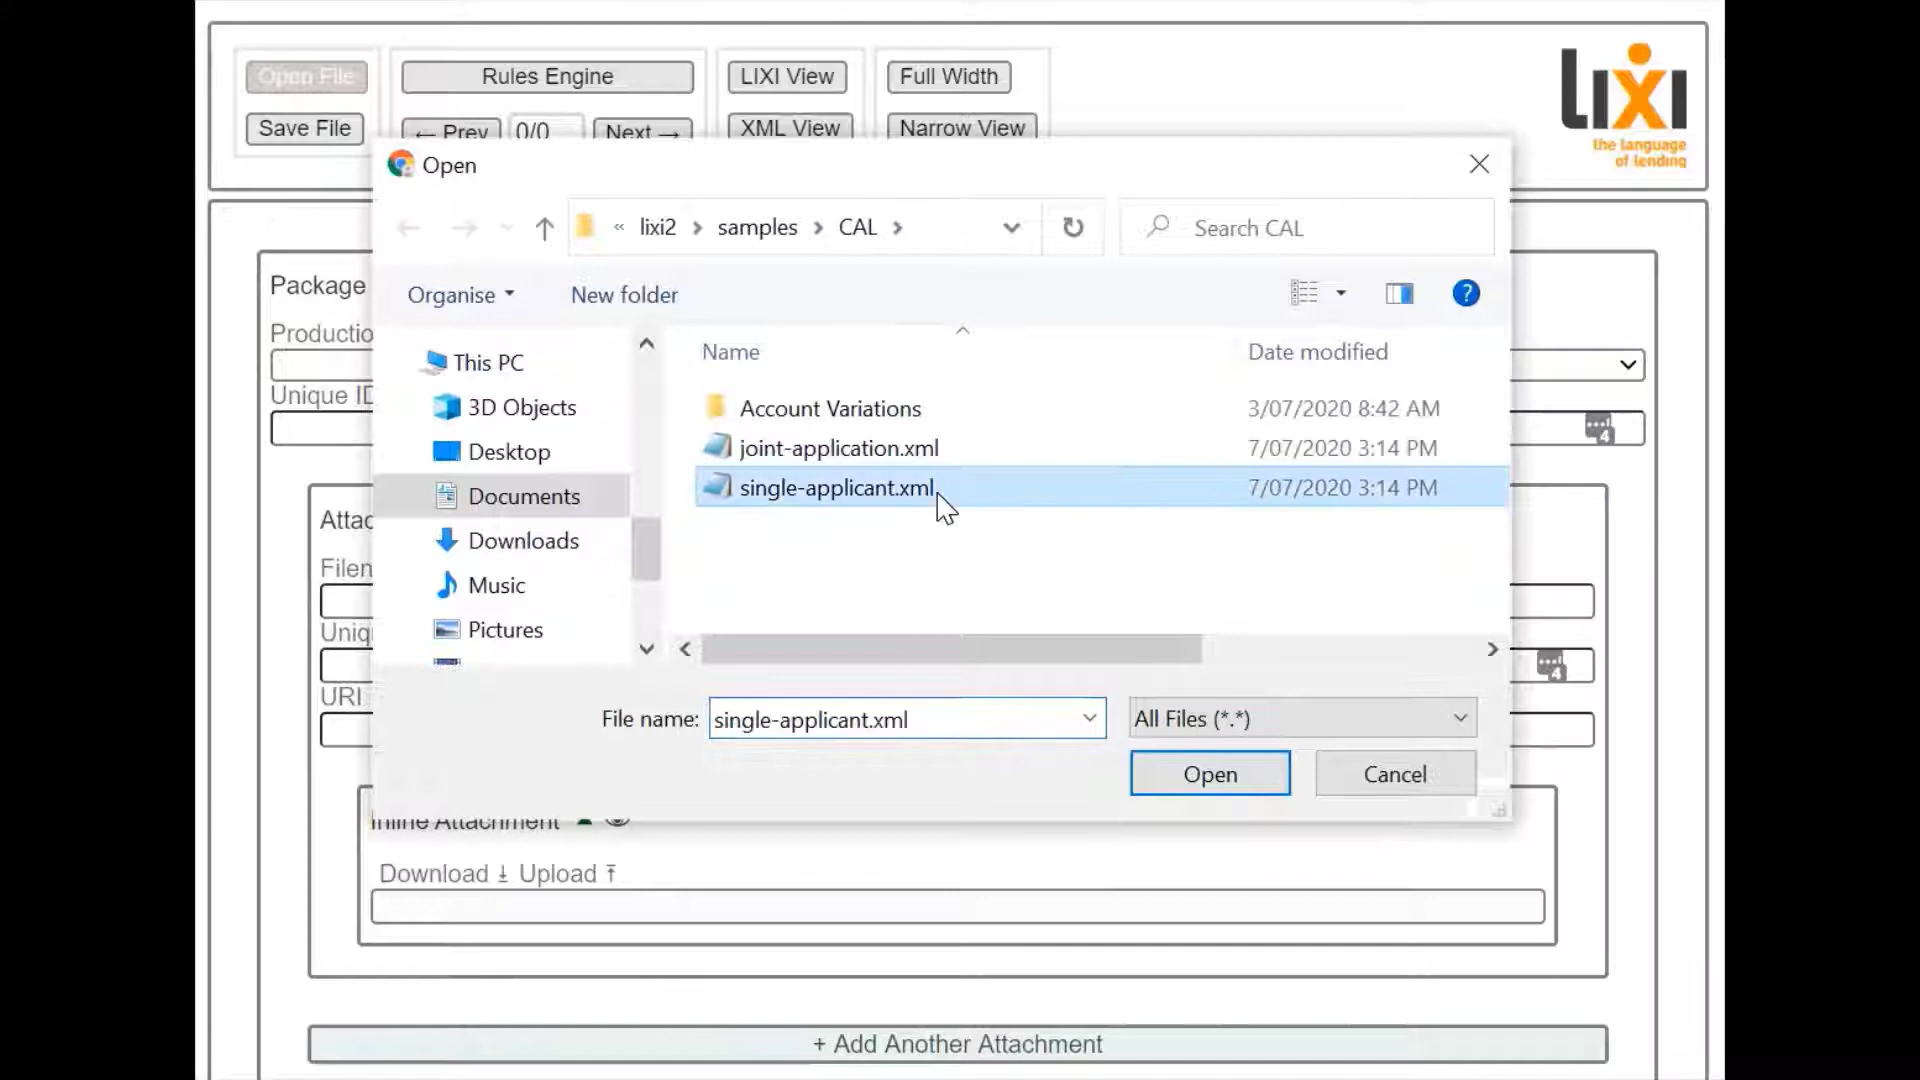 Open File
Rules Engine
LIXI View
Full Width
Save File
← Prev
0/0
Next →
XML View
Narrow View
LIXI
the language
of lending
Open
« lixi2 > samples > CAL >
Search CAL
Organise
New folder
Package
This PC
3D Objects
Desktop
Documents
Downloads
Music
Pictures
Name
Date modified
Account Variations
3/07/2020 8:42 AM
joint-application.xml
7/07/2020 3:14 PM
single-applicant.xml
7/07/2020 3:14 PM
Productio
Unique ID
4
Attac
Filen
Uniq
4
URI
File name:
single-applicant.xml
All Files (*.*)
Open
Cancel
Inline Attachment
Download ↓ Upload ↑
+ Add Another Attachment